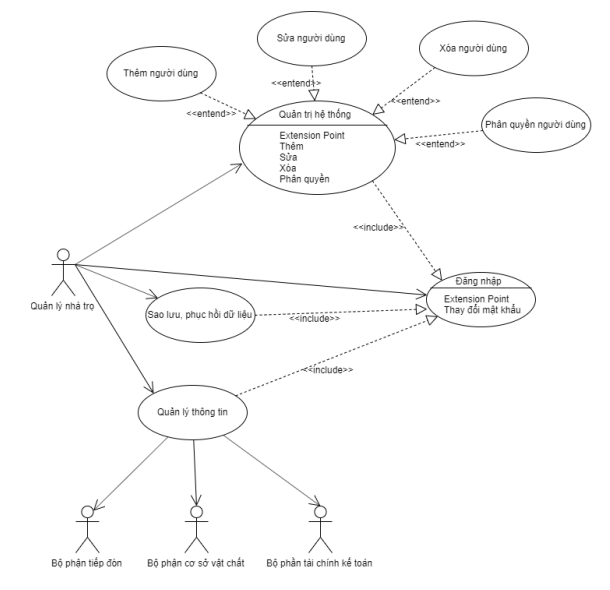 Sửa người dùng
Xóa người dùng
Thêm người dùng
<<entend>>
<<entend>>
<<entend>>
Quản trị hệ thống
Phân quyền người dùng
Extension Point
Thêm
Sửa
Xóa
Phân quyền
<<entend>>
<<include>>
Quản lý nhà trọ
Đăng nhập
Extension Point
Thay đổi mật khẩu
Sao lưu, phục hồi dữ liệu
<<include>>
<<include>>
Quản lý thông tin
Bộ phận tiếp đón
Bộ phận cơ sở vật chất
Bộ phần tài chính kế toán